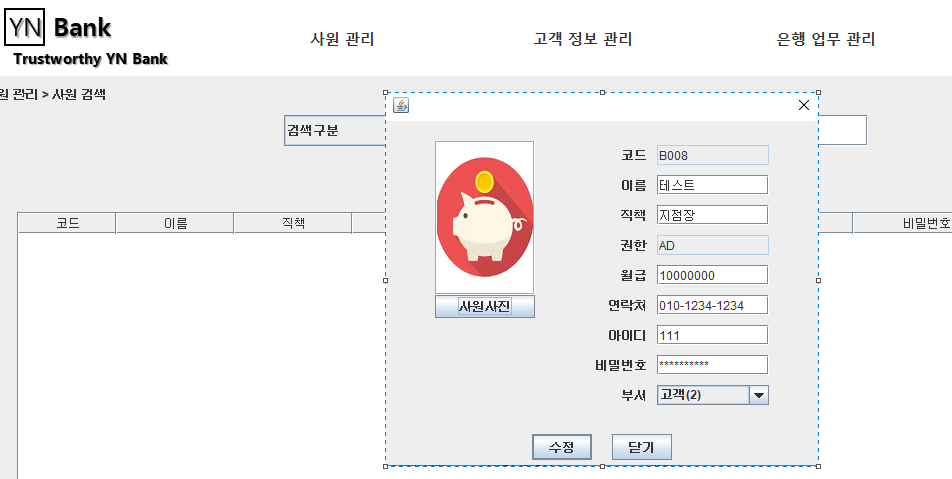 YN Bank
Trustworthy YN Bank
사원 관리
고객 정보 관리
은행 업무 관리
원 관리 > 사원 검색
검색구분
코드
이름
직책
비밀번호
사원사진
코드 B008
이름 테스트
직책 지점장
권한 AD
월급 10000000
연락처 010-1234-1234
아이디 111
비밀번호 **********
부서 고객(2)
수정
닫기